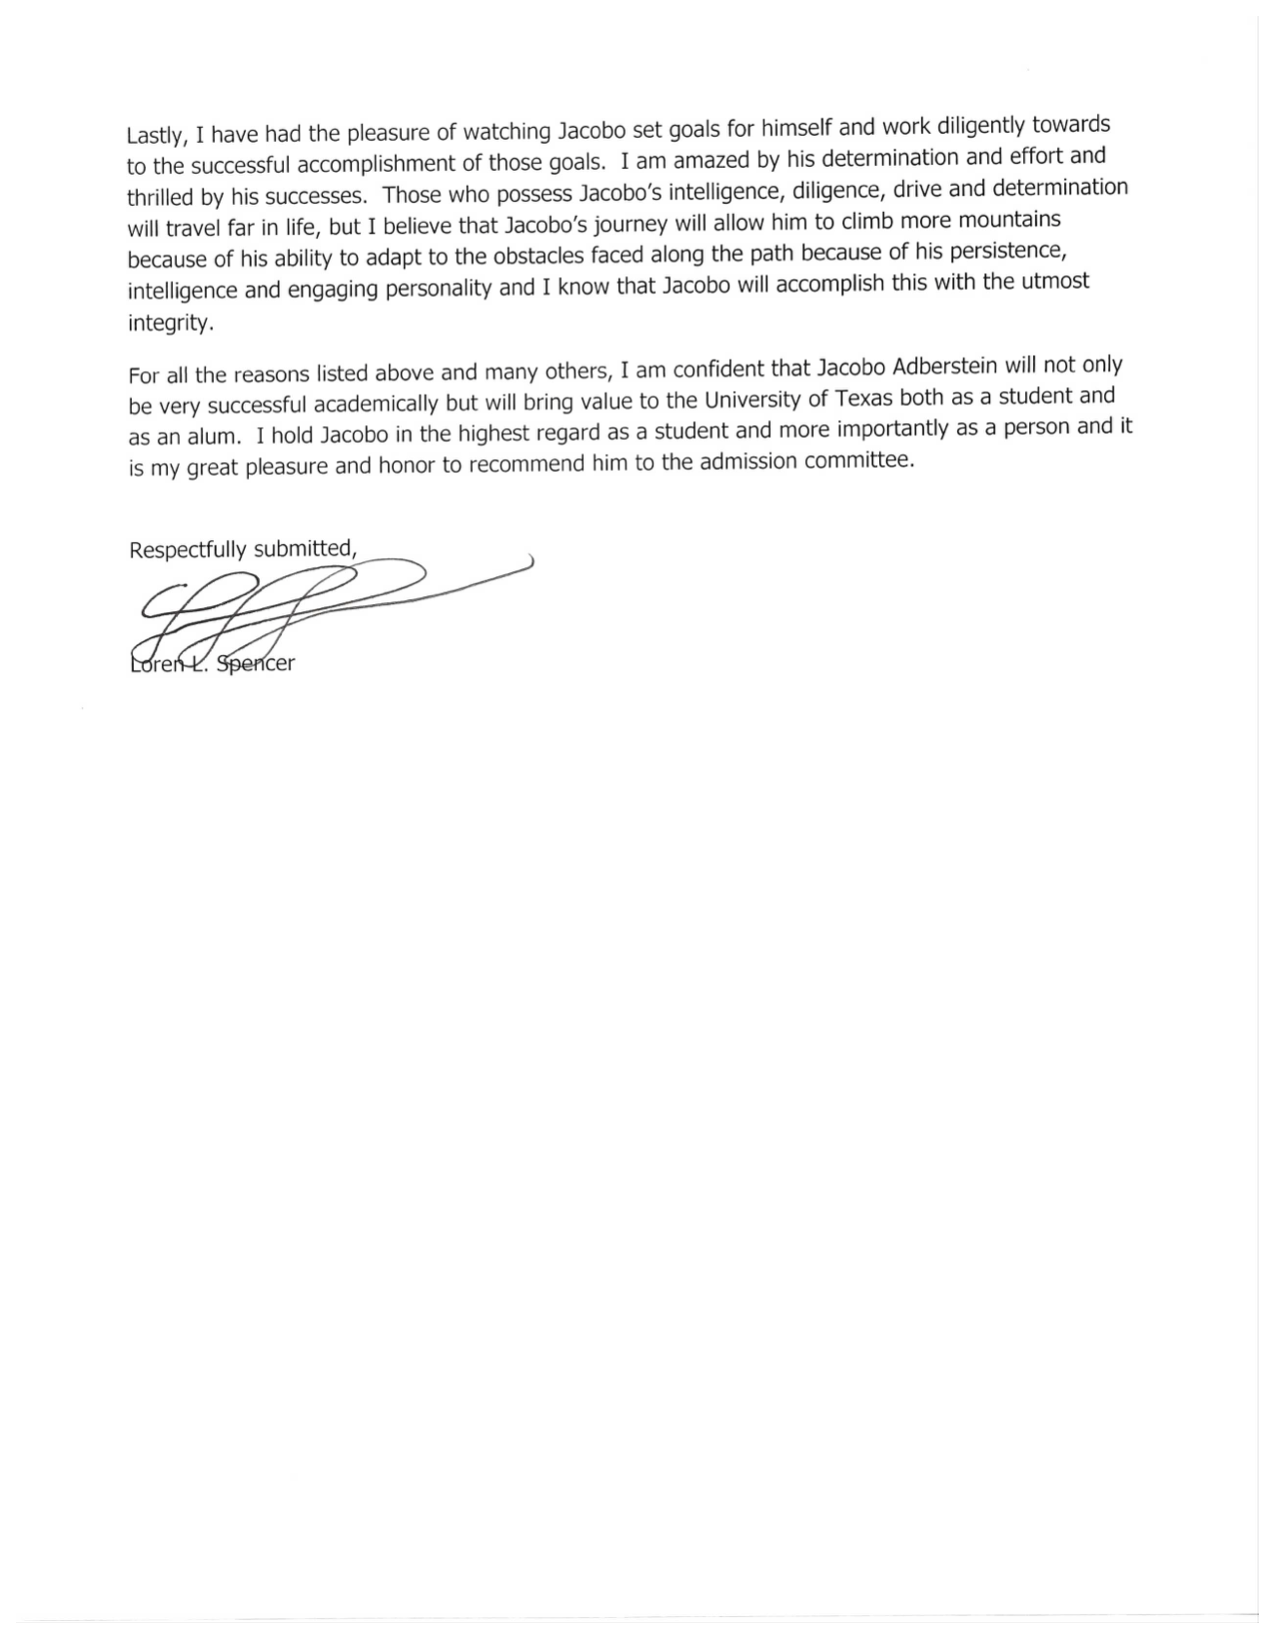 Lastly, I have had the pleasure of watching Jacobo set goals for himself and work diligently towards
to the successful accomplishment of those goals.  I am amazed by his determination and effort and
thrilled by his successes.  Those who possess Jacobo's intelligence, diligence, drive and determination
will travel far in life, but I believe that Jacobo's journey will allow him to climb more mountains
because of his ability to adapt to the obstacles faced along the path because of his persistence,
intelligence and engaging personality and I know that Jacobo will accomplish this with the utmost
integrity.
For all the reasons listed above and many others, I am confident that Jacobo Adberstein will not only
be very successful academically but will bring value to the University of Texas both as a student and
as an alum.  I hold Jacobo in the highest regard as a student and more importantly as a person and it
is my great pleasure and honor to recommend him to the admission committee.
Respectfully submitted,
Loren L. Spencer